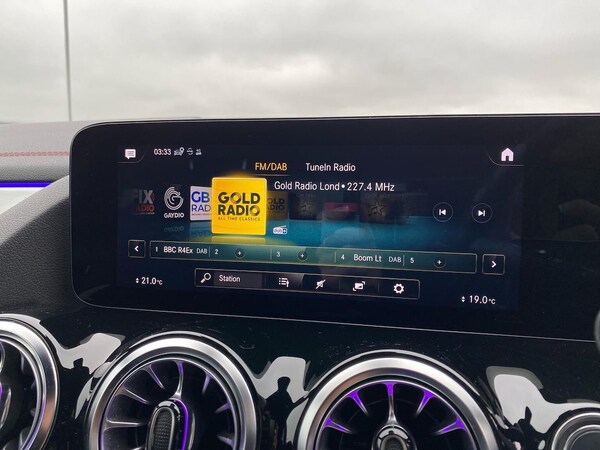 03:33
FM/DAB TuneIn Radio
Gold Radio Lond•227.4 MHz
FIX RADIO
GAYDIO
GB
RADIO
GOLD
RADIO
ALL TIME CLASSICS
1 BBC R4Ex DAB 2 + 3 + 4 Boom Lt DAB 5 +
Station
21.0°C
19.0°C